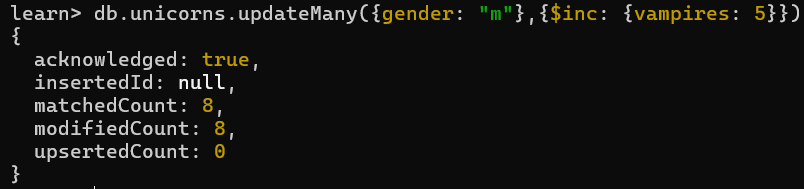 learn> db.unicorns.updateMany({gender: "m"},{$inc: {vampires: 5}})
{
  acknowledged: true,
  insertedId: null,
  matchedCount: 8,
  modifiedCount: 8,
  upsertedCount: 0
}